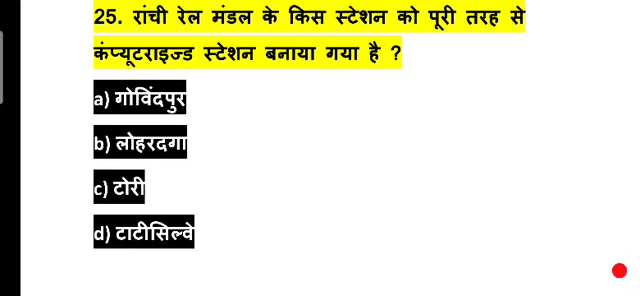 25. रांची रेल मंडल के किस स्टेशन को पूरी तरह से
कंप्यूटराइज्ड स्टेशन बनाया गया है ?
a) गोविंदपुर
b) लोहरदगा
c) टोरी
d) टाटीसिल्वे